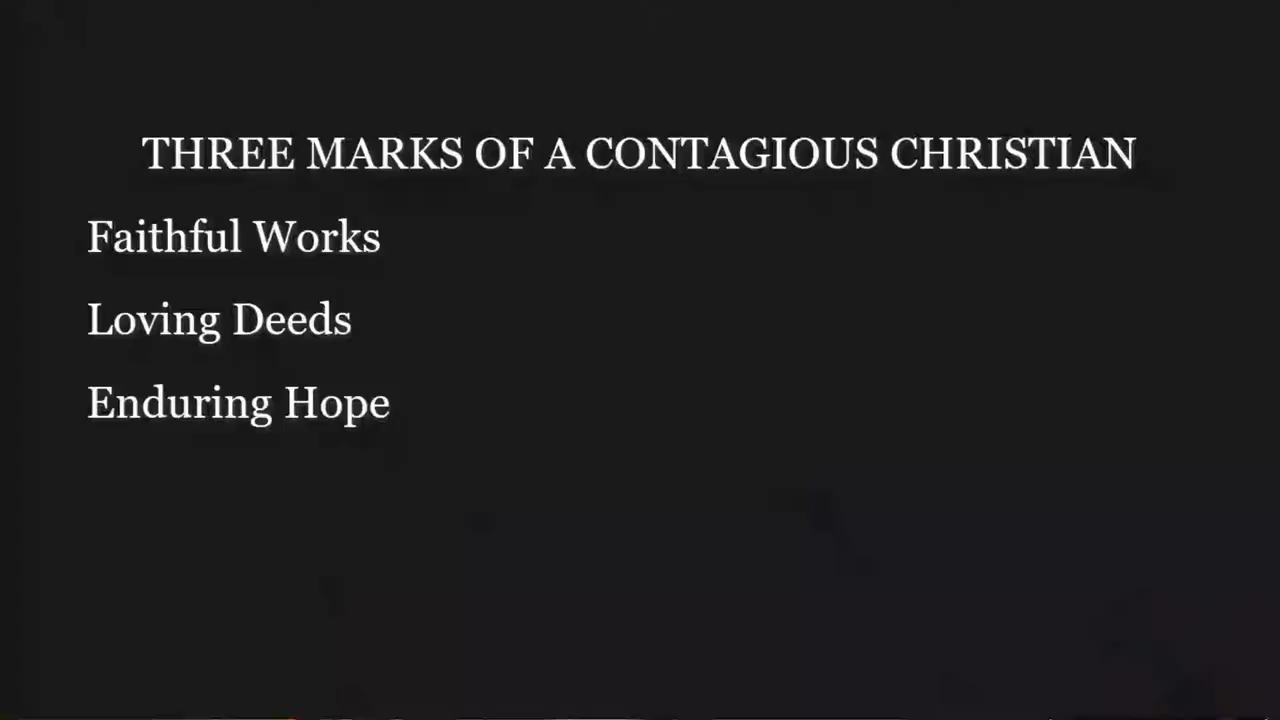 THREE MARKS OF A CONTAGIOUS CHRISTIAN
Faithful Works
Loving Deeds
Enduring Hope